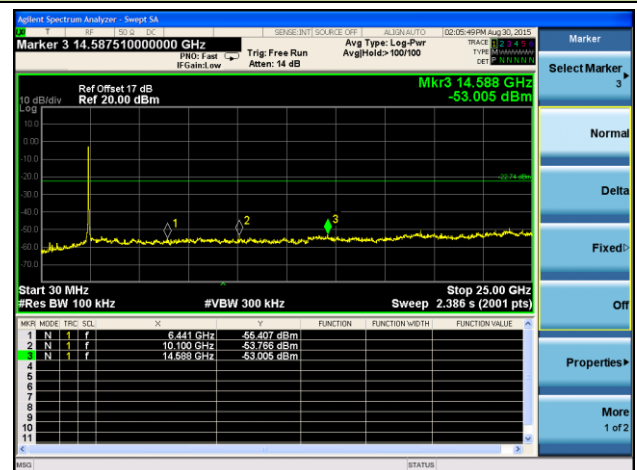 Agilent Spectrum Analyzer - Swept SA
T RF 50 Ω DC SENSE:INT SOURCE OFF ALIGN AUTO 02:05:49PM Aug 30, 2015
Marker 3 14.587510000000 GHz
PNO: Fast
IFGain:Low
Trig: Free Run
Atten: 14 dB
Avg Type: Log-Pwr
Avg|Hold:>100/100
TRACE 1 2 3 4 5 6
TYPE M
DET P N N N N N
Ref Offset 17 dB
Ref 20.00 dBm
10 dB/div
Log
Mkr3 14.588 GHz
-53.005 dBm
10.0
0.00
-10.0
-20.0
-30.0
-40.0
-50.0
-60.0
-70.0
-22.74 dBm
1
2
3
Start 30 MHz
#Res BW 100 kHz
#VBW 300 kHz
Stop 25.00 GHz
Sweep 2.386 s (2001 pts)
MKR MODE TRC SCL X Y FUNCTION FUNCTION WIDTH FUNCTION VALUE
1 N 1 f 6.441 GHz -55.407 dBm
2 N 1 f 10.100 GHz -53.766 dBm
3 N 1 f 14.588 GHz -53.005 dBm
4
5
6
7
8
9
10
11
MSG STATUS
Marker
Select Marker
3
Normal
Delta
Fixed
Off
Properties
More
1 of 2